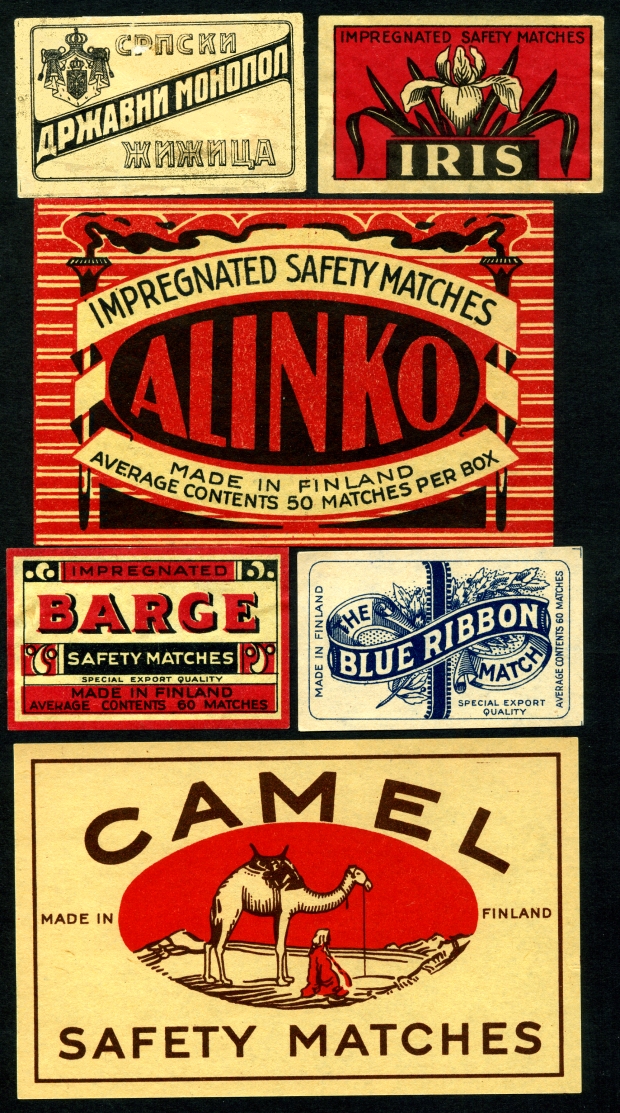 СРПСКИ
ДРЖАВНИ МОНОПОЛ
ЖИЖИЦА
IMPREGNATED SAFETY MATCHES
IRIS
IMPREGNATED SAFETY MATCHES
ALINKO
MADE IN FINLAND
AVERAGE CONTENTS 50 MATCHES PER BOX
IMPREGNATED
BARGE
SAFETY MATCHES
SPECIAL EXPORT QUALITY
MADE IN FINLAND
AVERAGE CONTENTS 60 MATCHES
MADE IN FINLAND
THE
BLUE RIBBON
MATCH
SPECIAL EXPORT
QUALITY
AVERAGE CONTENTS 60 MATCHES
CAMEL
MADE IN FINLAND
SAFETY MATCHES